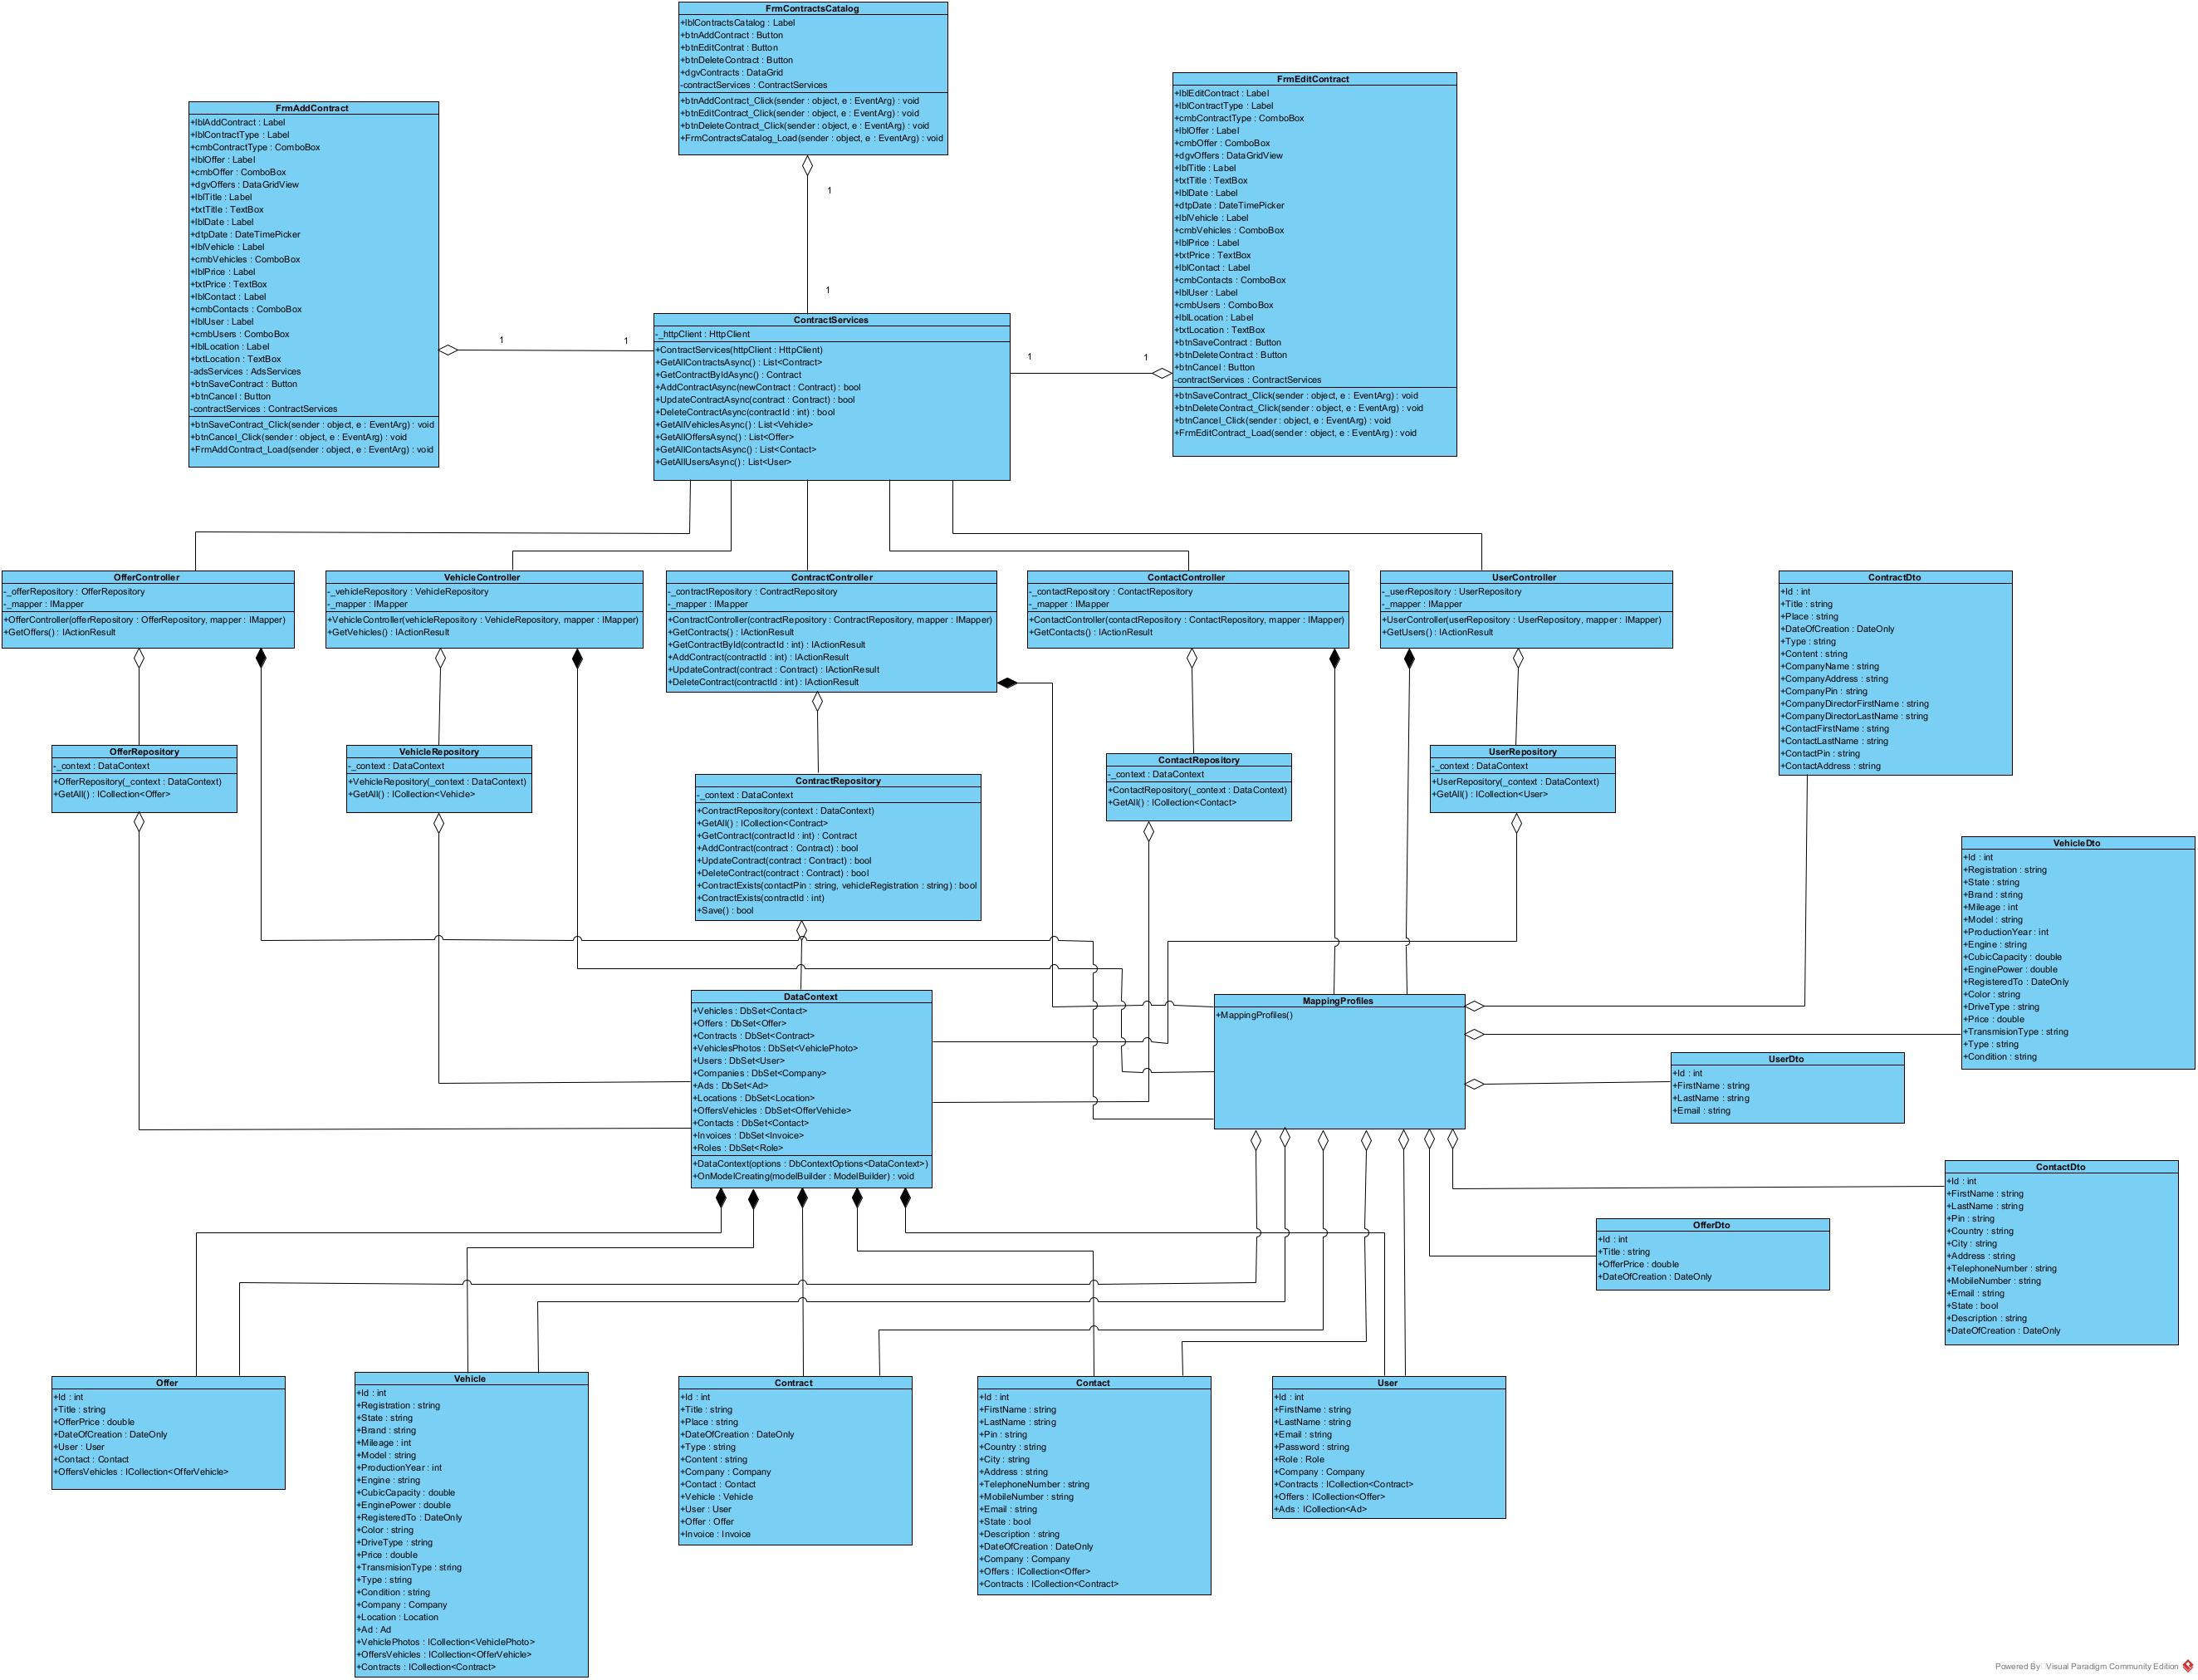 FrmContractsCatalog
+lblContractsCatalog : Label
+btnAddContract : Button
+btnEditContrat : Button
+btnDeleteContract : Button
+dgvContracts : DataGrid
-contractServices : ContractServices
+btnAddContract_Click(sender : object, e : EventArg) : void
+btnEditContract_Click(sender : object, e : EventArg) : void
+btnDeleteContract_Click(sender : object, e : EventArg) : void
+FrmContractsCatalog_Load(sender : object, e : EventArg) : void
FrmAddContract
+lblAddContract : Label
+lblContractType : Label
+cmbContractType : ComboBox
+lblOffer : Label
+cmbOffer : ComboBox
+dgvOffers : DataGridView
+lblTitle : Label
+txtTitle : TextBox
+lblDate : Label
+dtpDate : DateTimePicker
+lblVehicle : Label
+cmbVehicles : ComboBox
+lblPrice : Label
+txtPrice : TextBox
+lblContact : Label
+cmbContacts : ComboBox
+lblUser : Label
+cmbUsers : ComboBox
+lblLocation : Label
+txtLocation : TextBox
-adsServices : AdsServices
+btnSaveContract : Button
+btnCancel : Button
-contractServices : ContractServices
+btnSaveContract_Click(sender : object, e : EventArg) : void
+btnCancel_Click(sender : object, e : EventArg) : void
+FrmAddContract_Load(sender : object, e : EventArg) : void
FrmEditContract
+lblEditContract : Label
+lblContractType : Label
+cmbContractType : ComboBox
+lblOffer : Label
+cmbOffer : ComboBox
+dgvOffers : DataGridView
+lblTitle : Label
+txtTitle : TextBox
+lblDate : Label
+dtpDate : DateTimePicker
+lblVehicle : Label
+cmbVehicles : ComboBox
+lblPrice : Label
+txtPrice : TextBox
+lblContact : Label
+cmbContacts : ComboBox
+lblUser : Label
+cmbUsers : ComboBox
+lblLocation : Label
+txtLocation : TextBox
+btnSaveContract : Button
+btnDeleteContract : Button
+btnCancel : Button
-contractServices : ContractServices
+btnSaveContract_Click(sender : object, e : EventArg) : void
+btnDeleteContract_Click(sender : object, e : EventArg) : void
+btnCancel_Click(sender : object, e : EventArg) : void
+FrmEditContract_Load(sender : object, e : EventArg) : void
1
1
1
1
1
1
ContractServices
-_httpClient : HttpClient
+ContractServices(httpClient : HttpClient)
+GetAllContractsAsync() : List<Contract>
+GetContractByIdAsync() : Contract
+AddContractAsync(newContract : Contract) : bool
+UpdateContractAsync(contract : Contract) : bool
+DeleteContractAsync(contractId : int) : bool
+GetAllVehiclesAsync() : List<Vehicle>
+GetAllOffersAsync() : List<Offer>
+GetAllContactsAsync() : List<Contact>
+GetAllUsersAsync() : List<User>
OfferController
-_offerRepository : OfferRepository
-_mapper : IMapper
+OfferController(offerRepository : OfferRepository, mapper : IMapper)
+GetOffers() : IActionResult
VehicleController
-_vehicleRepository : VehicleRepository
-_mapper : IMapper
+VehicleController(vehicleRepository : VehicleRepository, mapper : IMapper)
+GetVehicles() : IActionResult
ContractController
-_contractRepository : ContractRepository
-_mapper : IMapper
+ContractController(contractRepository : ContractRepository, mapper : IMapper)
+GetContracts() : IActionResult
+GetContractById(contractId : int) : IActionResult
+AddContract(contractId : int) : IActionResult
+UpdateContract(contract : Contract) : IActionResult
+DeleteContract(contractId : int) : IActionResult
ContactController
-_contactRepository : ContactRepository
-_mapper : IMapper
+ContactController(contactRepository : ContactRepository, mapper : IMapper)
+GetContacts() : IActionResult
UserController
-_userRepository : UserRepository
-_mapper : IMapper
+UserController(userRepository : UserRepository, mapper : IMapper)
+GetUsers() : IActionResult
ContractDto
+Id : int
+Title : string
+Place : string
+DateOfCreation : DateOnly
+Type : string
+Content : string
+CompanyName : string
+CompanyAddress : string
+CompanyPin : string
+CompanyDirectorFirstName : string
+CompanyDirectorLastName : string
+ContactFirstName : string
+ContactLastName : string
+ContactPin : string
+ContactAddress : string
OfferRepository
-_context : DataContext
+OfferRepository(_context : DataContext)
+GetAll() : ICollection<Offer>
VehicleRepository
-_context : DataContext
+VehicleRepository(_context : DataContext)
+GetAll() : ICollection<Vehicle>
ContractRepository
-_context : DataContext
+ContractRepository(context : DataContext)
+GetAll() : ICollection<Contract>
+GetContract(contractId : int) : Contract
+AddContract(contract : Contract) : bool
+UpdateContract(contract : Contract) : bool
+DeleteContract(contract : Contract) : bool
+ContractExists(contactPin : string, vehicleRegistration : string) : bool
+ContractExists(contractId : int)
+Save() : bool
ContactRepository
-_context : DataContext
+ContactRepository(_context : DataContext)
+GetAll() : ICollection<Contact>
UserRepository
-_context : DataContext
+UserRepository(_context : DataContext)
+GetAll() : ICollection<User>
VehicleDto
+Id : int
+Registration : string
+State : string
+Brand : string
+Mileage : int
+Model : string
+ProductionYear : int
+Engine : string
+CubicCapacity : double
+EnginePower : double
+RegisteredTo : DateOnly
+Color : string
+DriveType : string
+Price : double
+TransmisionType : string
+Type : string
+Condition : string
DataContext
+Vehicles : DbSet<Contact>
+Offers : DbSet<Offer>
+Contracts : DbSet<Contract>
+VehiclesPhotos : DbSet<VehiclePhoto>
+Users : DbSet<User>
+Companies : DbSet<Company>
+Ads : DbSet<Ad>
+Locations : DbSet<Location>
+OffersVehicles : DbSet<OfferVehicle>
+Contacts : DbSet<Contact>
+Invoices : DbSet<Invoice>
+Roles : DbSet<Role>
+DataContext(options : DbContextOptions<DataContext>)
+OnModelCreating(modelBuilder : ModelBuilder) : void
MappingProfiles
+MappingProfiles()
UserDto
+Id : int
+FirstName : string
+LastName : string
+Email : string
ContactDto
+Id : int
+FirstName : string
+LastName : string
+Pin : string
+Country : string
+City : string
+Address : string
+TelephoneNumber : string
+MobileNumber : string
+Email : string
+State : bool
+Description : string
+DateOfCreation : DateOnly
OfferDto
+Id : int
+Title : string
+OfferPrice : double
+DateOfCreation : DateOnly
Offer
+Id : int
+Title : string
+OfferPrice : double
+DateOfCreation : DateOnly
+User : User
+Contact : Contact
+OffersVehicles : ICollection<OfferVehicle>
Vehicle
+Id : int
+Registration : string
+State : string
+Brand : string
+Mileage : int
+Model : string
+ProductionYear : int
+Engine : string
+CubicCapacity : double
+EnginePower : double
+RegisteredTo : DateOnly
+Color : string
+DriveType : string
+Price : double
+TransmisionType : string
+Type : string
+Condition : string
+Company : Company
+Location : Location
+Ad : Ad
+VehiclePhotos : ICollection<VehiclePhoto>
+OffersVehicles : ICollection<OfferVehicle>
+Contracts : ICollection<Contract>
Contract
+Id : int
+Title : string
+Place : string
+DateOfCreation : DateOnly
+Type : string
+Content : string
+Company : Company
+Contact : Contact
+Vehicle : Vehicle
+User : User
+Offer : Offer
+Invoice : Invoice
Contact
+Id : int
+FirstName : string
+LastName : string
+Pin : string
+Country : string
+City : string
+Address : string
+TelephoneNumber : string
+MobileNumber : string
+Email : string
+State : bool
+Description : string
+DateOfCreation : DateOnly
+Company : Company
+Offers : ICollection<Offer>
+Contracts : ICollection<Contract>
User
+Id : int
+FirstName : string
+LastName : string
+Email : string
+Password : string
+Role : Role
+Company : Company
+Contracts : ICollection<Contract>
+Offers : ICollection<Offer>
+Ads : ICollection<Ad>
Powered By Visual Paradigm Community Edition